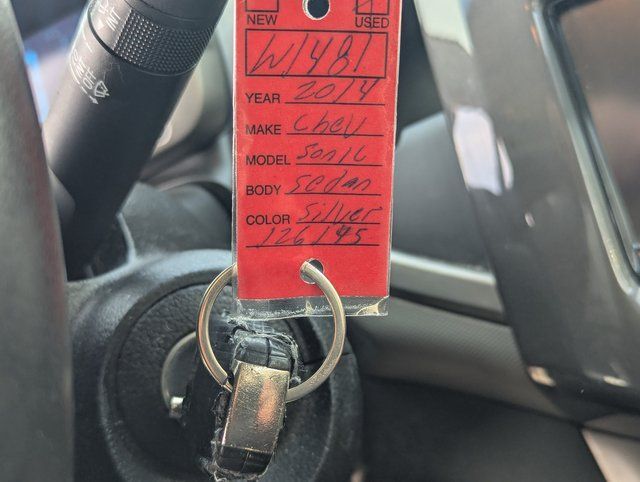 NEW USED
W1481
YEAR 2014
MAKE Chev
MODEL Sonic
BODY Sedan
COLOR Silver
126145